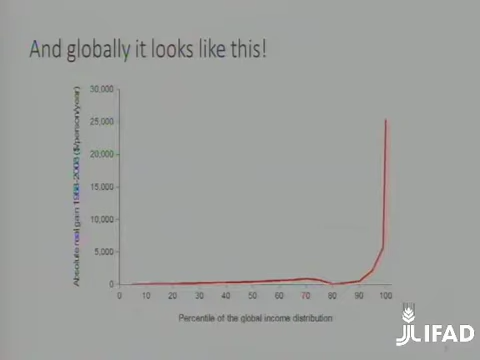 And globally it looks like this!
Absolute real gain 1988-2008 ($/person/year)
30,000
25,000
20,000
15,000
10,000
5,000
0
0 10 20 30 40 50 60 70 80 90 100
Percentile of the global income distribution
IFAD